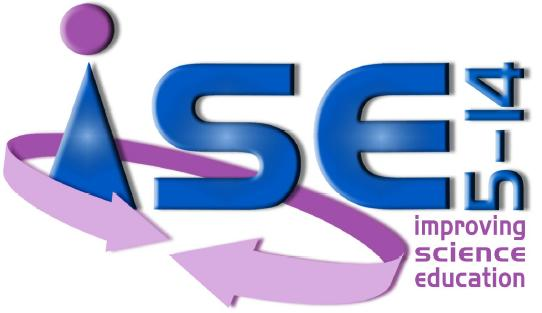 iSE
5-14
improving
science
education